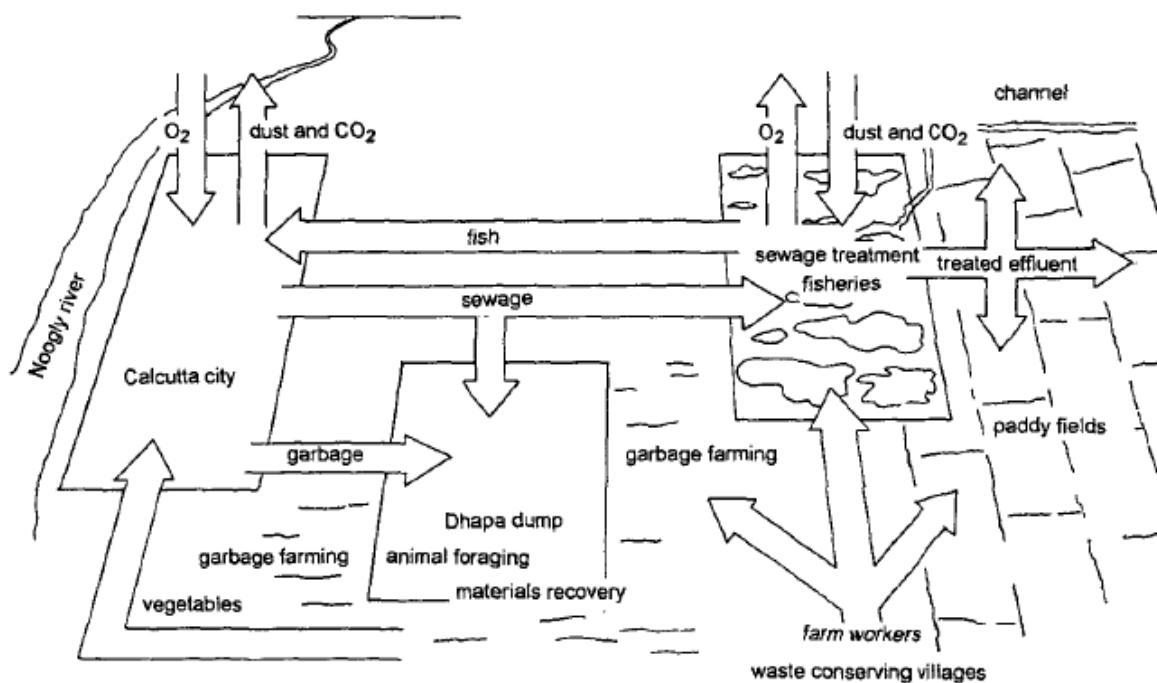 channel
O2
dust and CO2
O2
dust and CO2
fish
sewage treatment
fisheries
treated effluent
sewage
Noogly river
Calcutta city
paddy fields
garbage
garbage farming
Dhapa dump
garbage farming
animal foraging
materials recovery
vegetables
farm workers
waste conserving villages